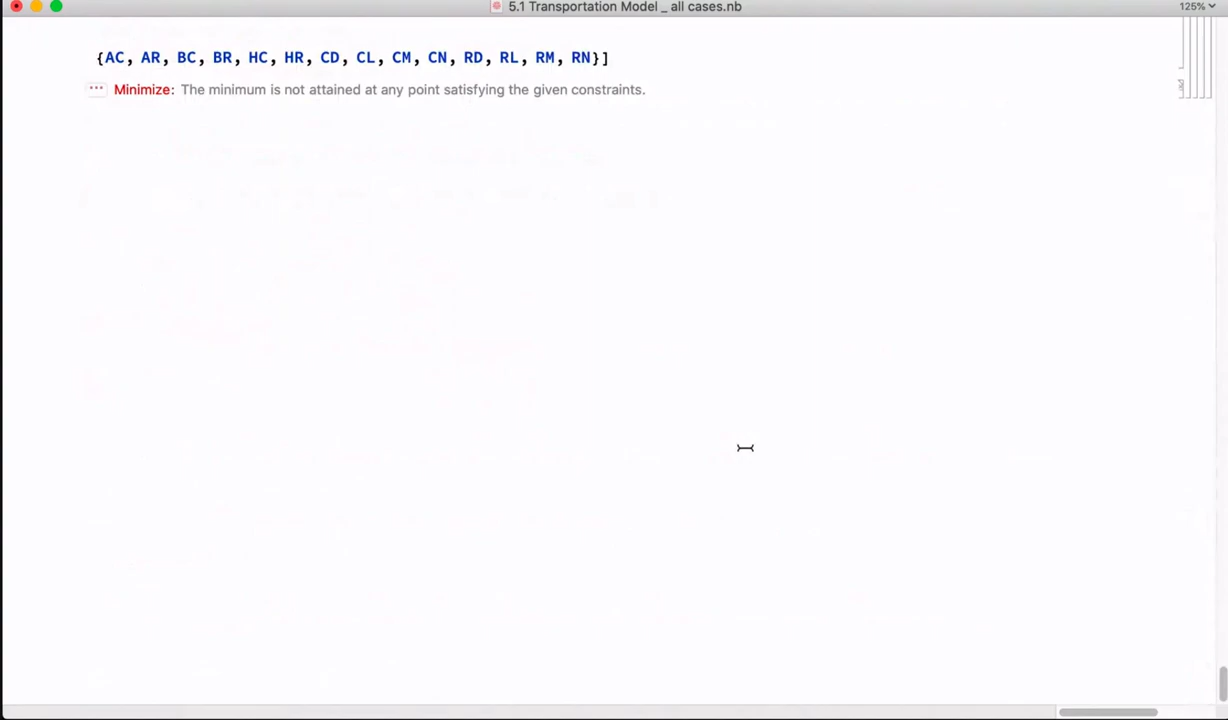 5.1 Transportation Model _ all cases.nb
125%
{AC, AR, BC, BR, HC, HR, CD, CL, CM, CN, RD, RL, RM, RN}]
Minimize: The minimum is not attained at any point satisfying the given constraints.